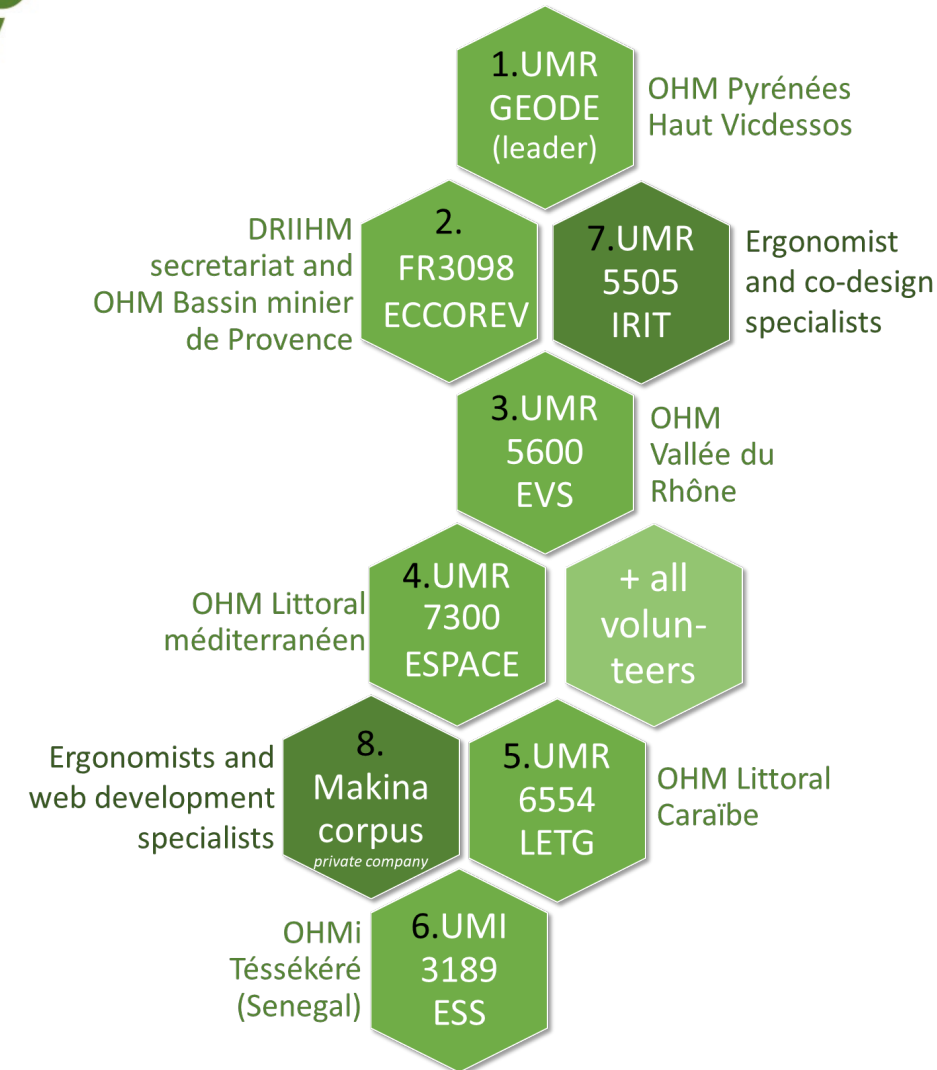 1.UMR
GEODE
(leader)
OHM Pyrénées
Haut Vicdessos
DRIIHM
secretariat and
OHM Bassin minier
de Provence
2.
FR3098
ECCOREV
7.UMR
5505
IRIT
Ergonomist
and co-design
specialists
3.UMR
5600
EVS
OHM
Vallée du
Rhône
OHM Littoral
méditerranéen
4.UMR
7300
ESPACE
+ all
volun-
teers
Ergonomists and
web development
specialists
8.
Makina
corpus
private company
5.UMR
6554
LETG
OHM Littoral
Caraïbe
OHMi
Téssékéré
(Senegal)
6.UMI
3189
ESS